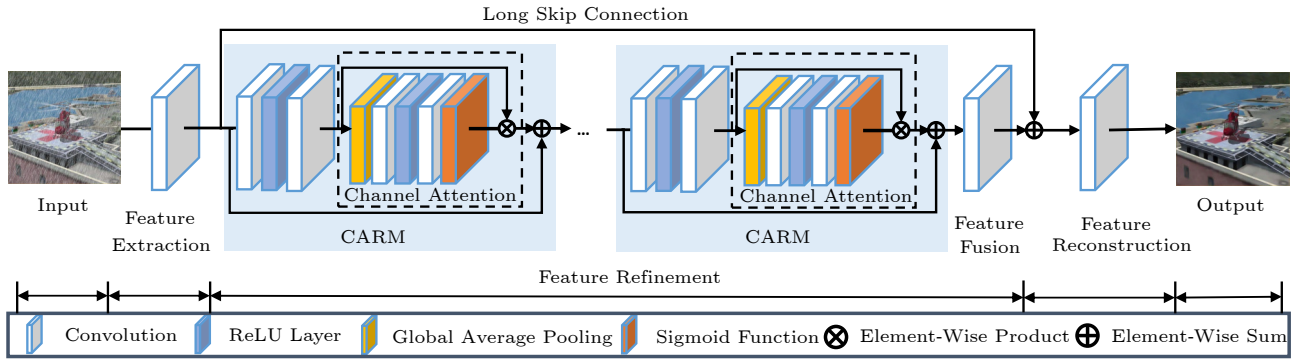 Long Skip Connection
...
Channel Attention
Channel Attention
Input
Feature
Extraction
CARM
CARM
Feature
Fusion
Feature
Reconstruction
Output
Feature Refinement
Convolution
ReLU Layer
Global Average Pooling
Sigmoid Function
Element-Wise Product
Element-Wise Sum